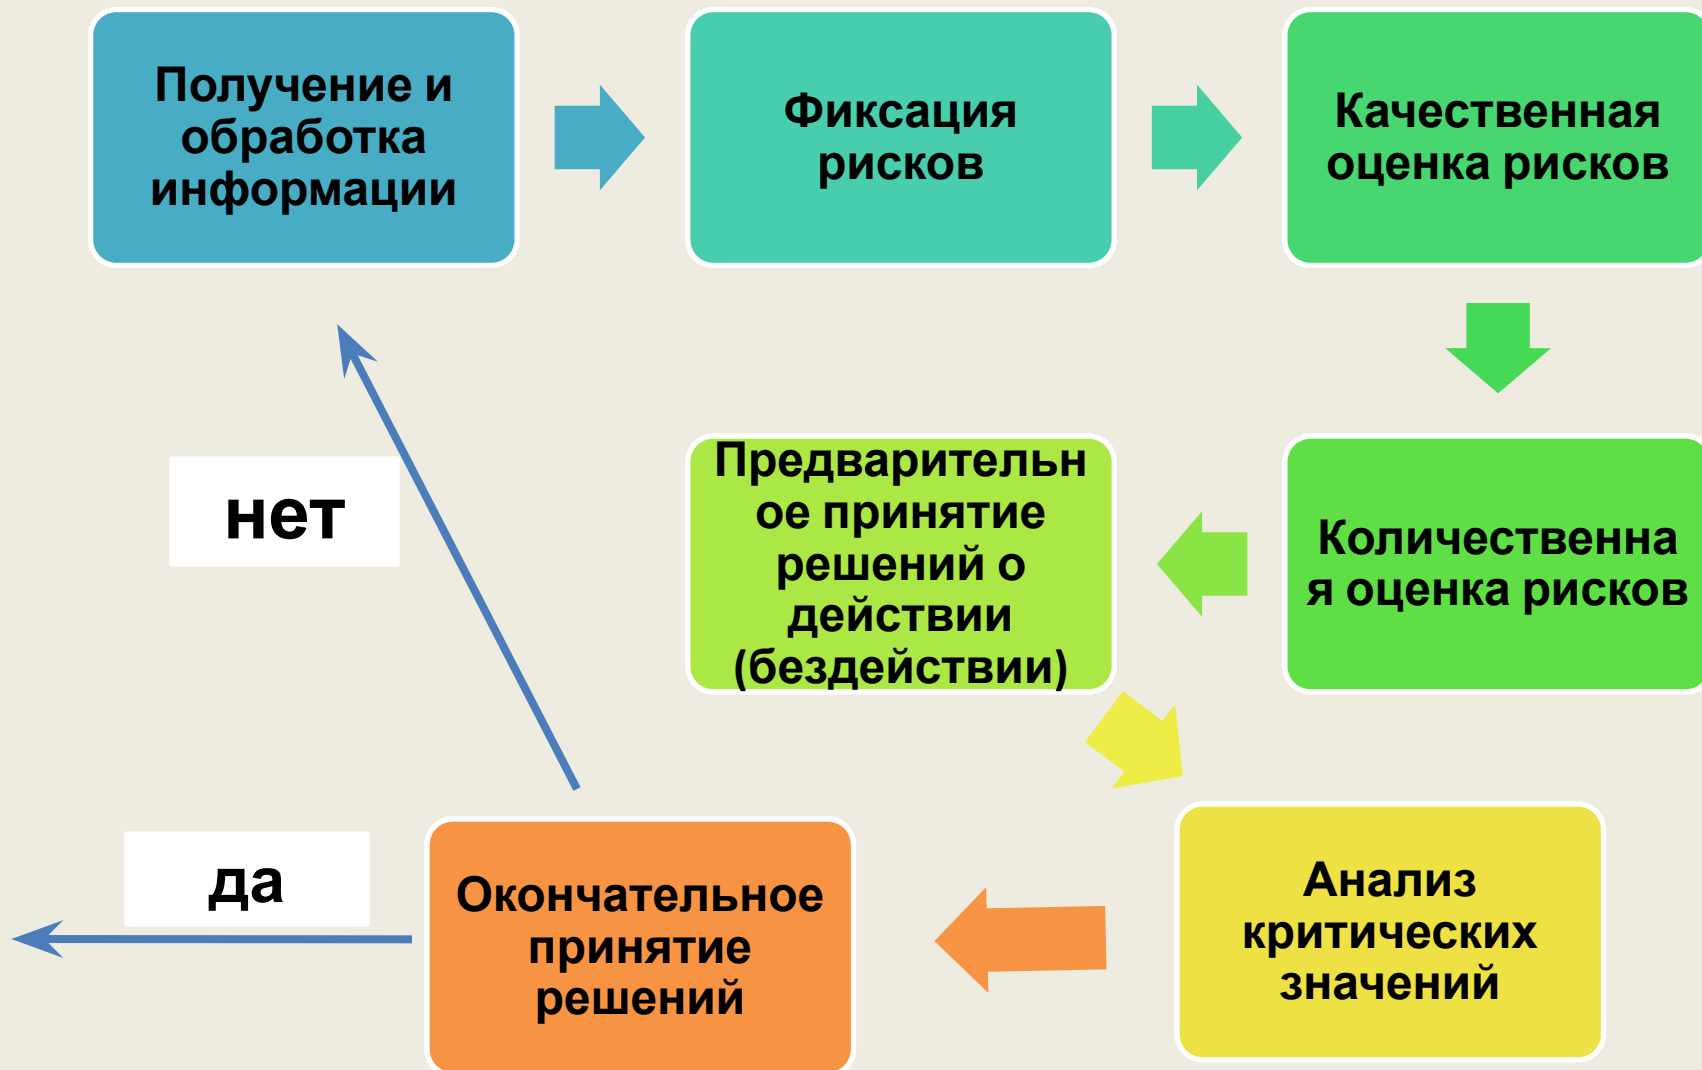 Получение и
обработка
информации
Фиксация
рисков
Качественная
оценка рисков
Количественна
я оценка рисков
Предварительн
ое принятие
решений о
действии
(бездействии)
Анализ
критических
значений
Окончательное
принятие
решений
нет
да